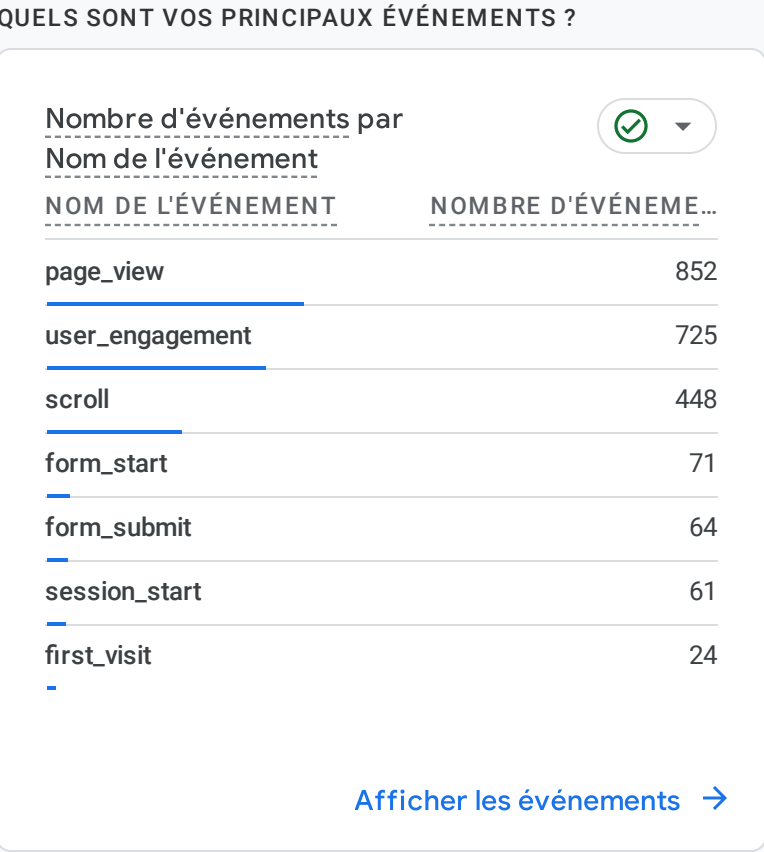 QUELS SONT VOS PRINCIPAUX ÉVÉNEMENTS ?
Nombre d'événements par
Nom de l'événement
NOM DE L'ÉVÉNEMENT NOMBRE D'ÉVÉNEME…
page_view 852
user_engagement 725
scroll 448
form_start 71
form_submit 64
session_start 61
first_visit 24
Afficher les événements